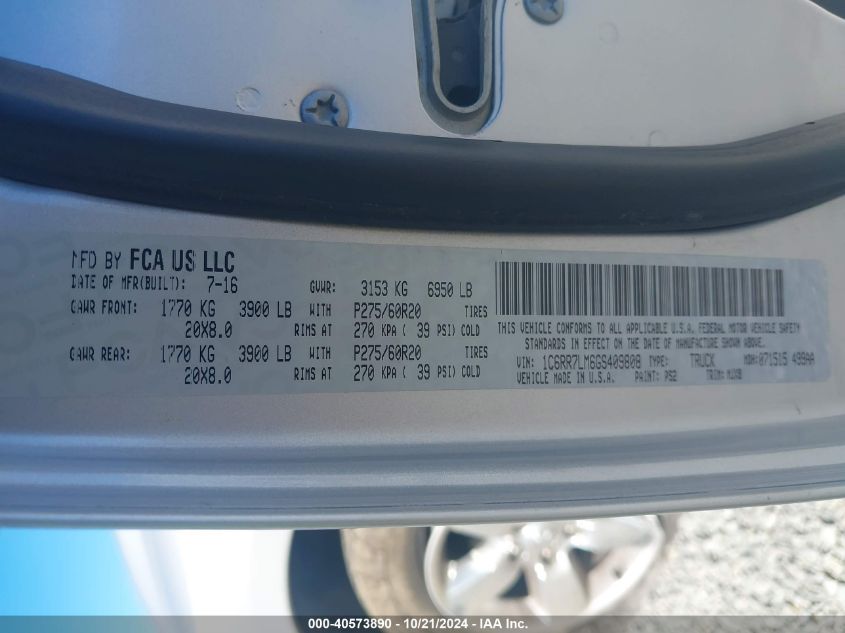 MFD BY FCA US LLC
DATE OF MFR(BUILT): 7-16 GVWR: 3153 KG 6950 LB
GAWR FRONT: 1770 KG 3900 LB WITH P275/60R20 TIRES
20X8.0 RIMS AT 270 KPA ( 39 PSI) COLD
GAWR REAR: 1770 KG 3900 LB WITH P275/60R20 TIRES
20X8.0 RIMS AT 270 KPA ( 39 PSI) COLD
THIS VEHICLE CONFORMS TO ALL APPLICABLE U.S.A. FEDERAL MOTOR VEHICLE SAFETY
STANDARDS IN EFFECT ON THE DATE OF MANUFACTURE SHOWN ABOVE.
VIN: 1C6RR7LM6GS409808 TYPE: TRUCK MDH: 071515 499AA
VEHICLE MADE IN U.S.A. PAINT: PS2 TRIM:
000-40573890 - 10/21/2024 - IAA Inc.